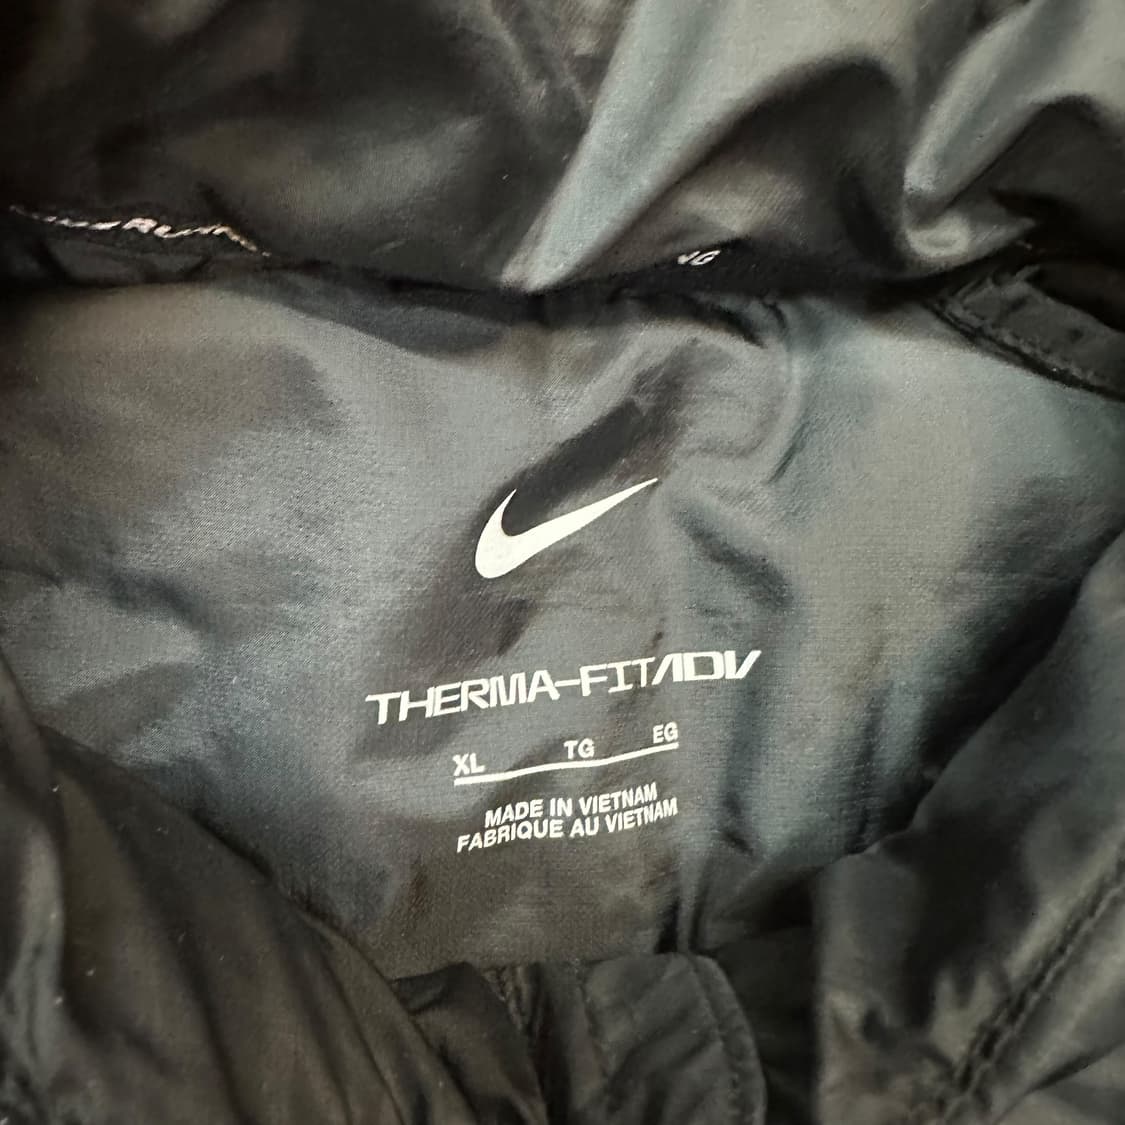 THERMA-FIT ADV
XL TG EG
MADE IN VIETNAM
FABRIQUE AU VIETNAM